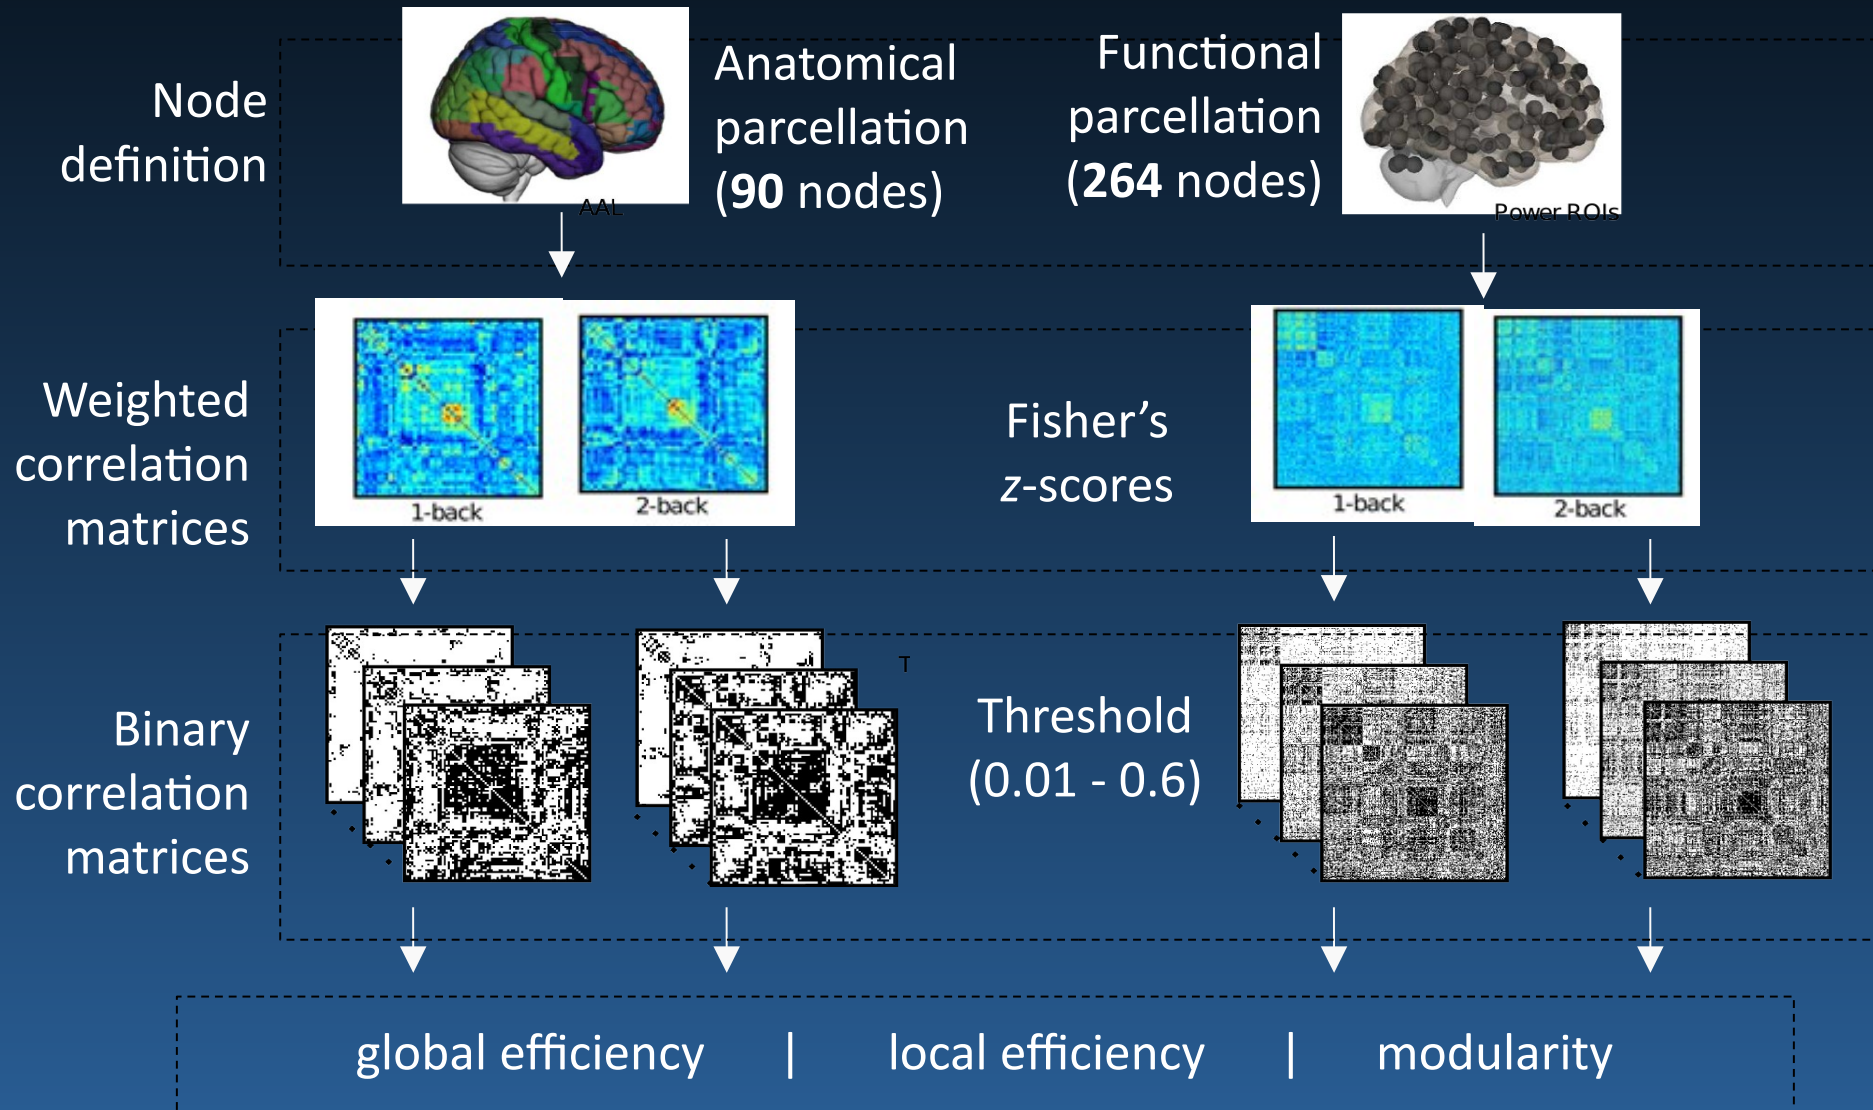 Node
definition
Anatomical
parcellation
(90 nodes)
AAL
Functional
parcellation
(264 nodes)
Power ROIs
Weighted
correlation
matrices
1-back
2-back
Fisher’s
z-scores
1-back
2-back
Binary
correlation
matrices
T
Threshold
(0.01 - 0.6)
global efficiency | local efficiency | modularity